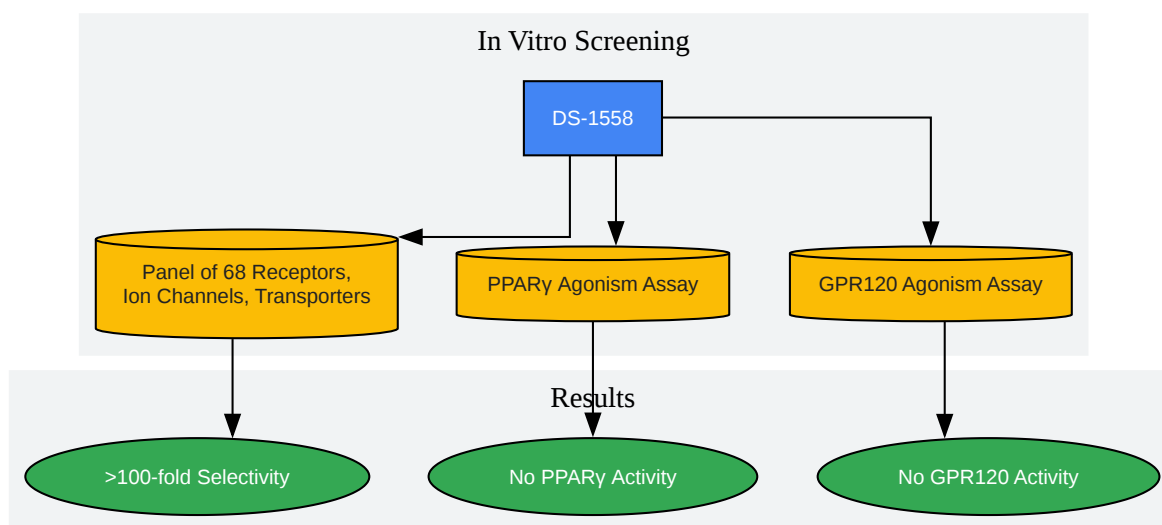 In Vitro Screening
DS-1558
Panel of 68 Receptors,
Ion Channels, Transporters
PPARγ Agonism Assay
GPR120 Agonism Assay
Results
>100-fold Selectivity
No PPARγ Activity
No GPR120 Activity